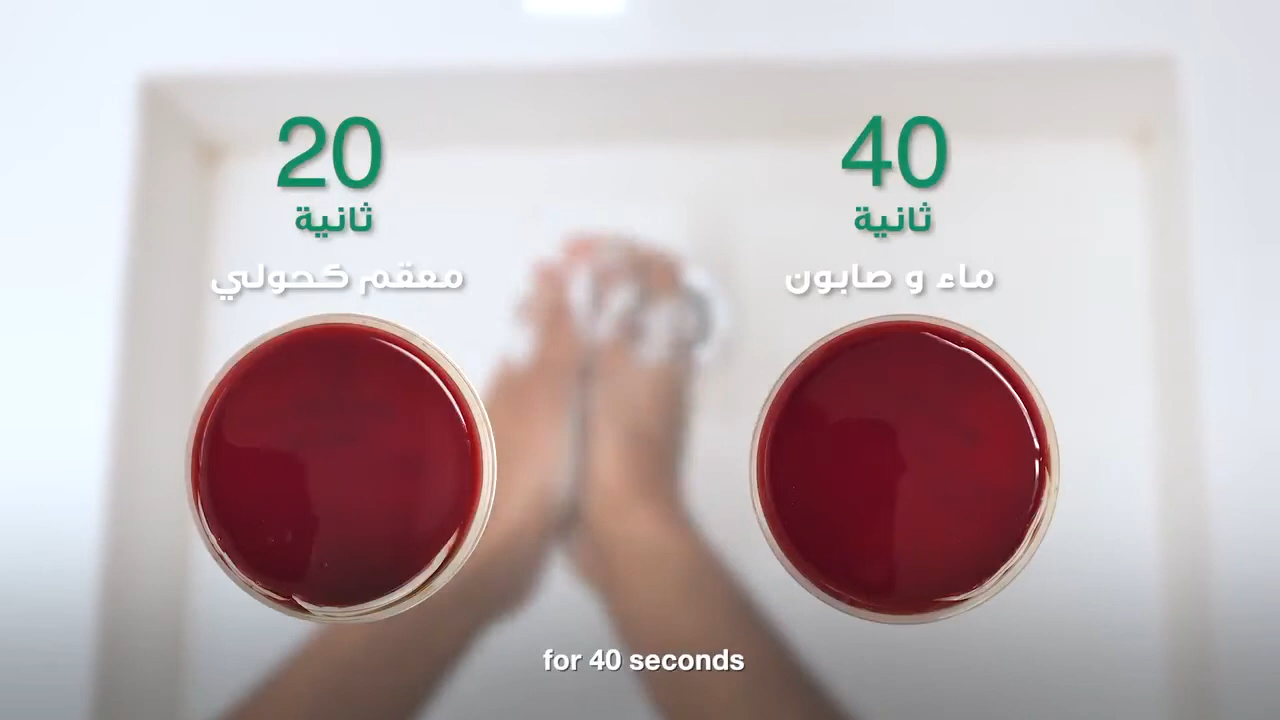 40
ثانية
ماء و صابون
20
ثانية
معقم كحولي
for 40 seconds